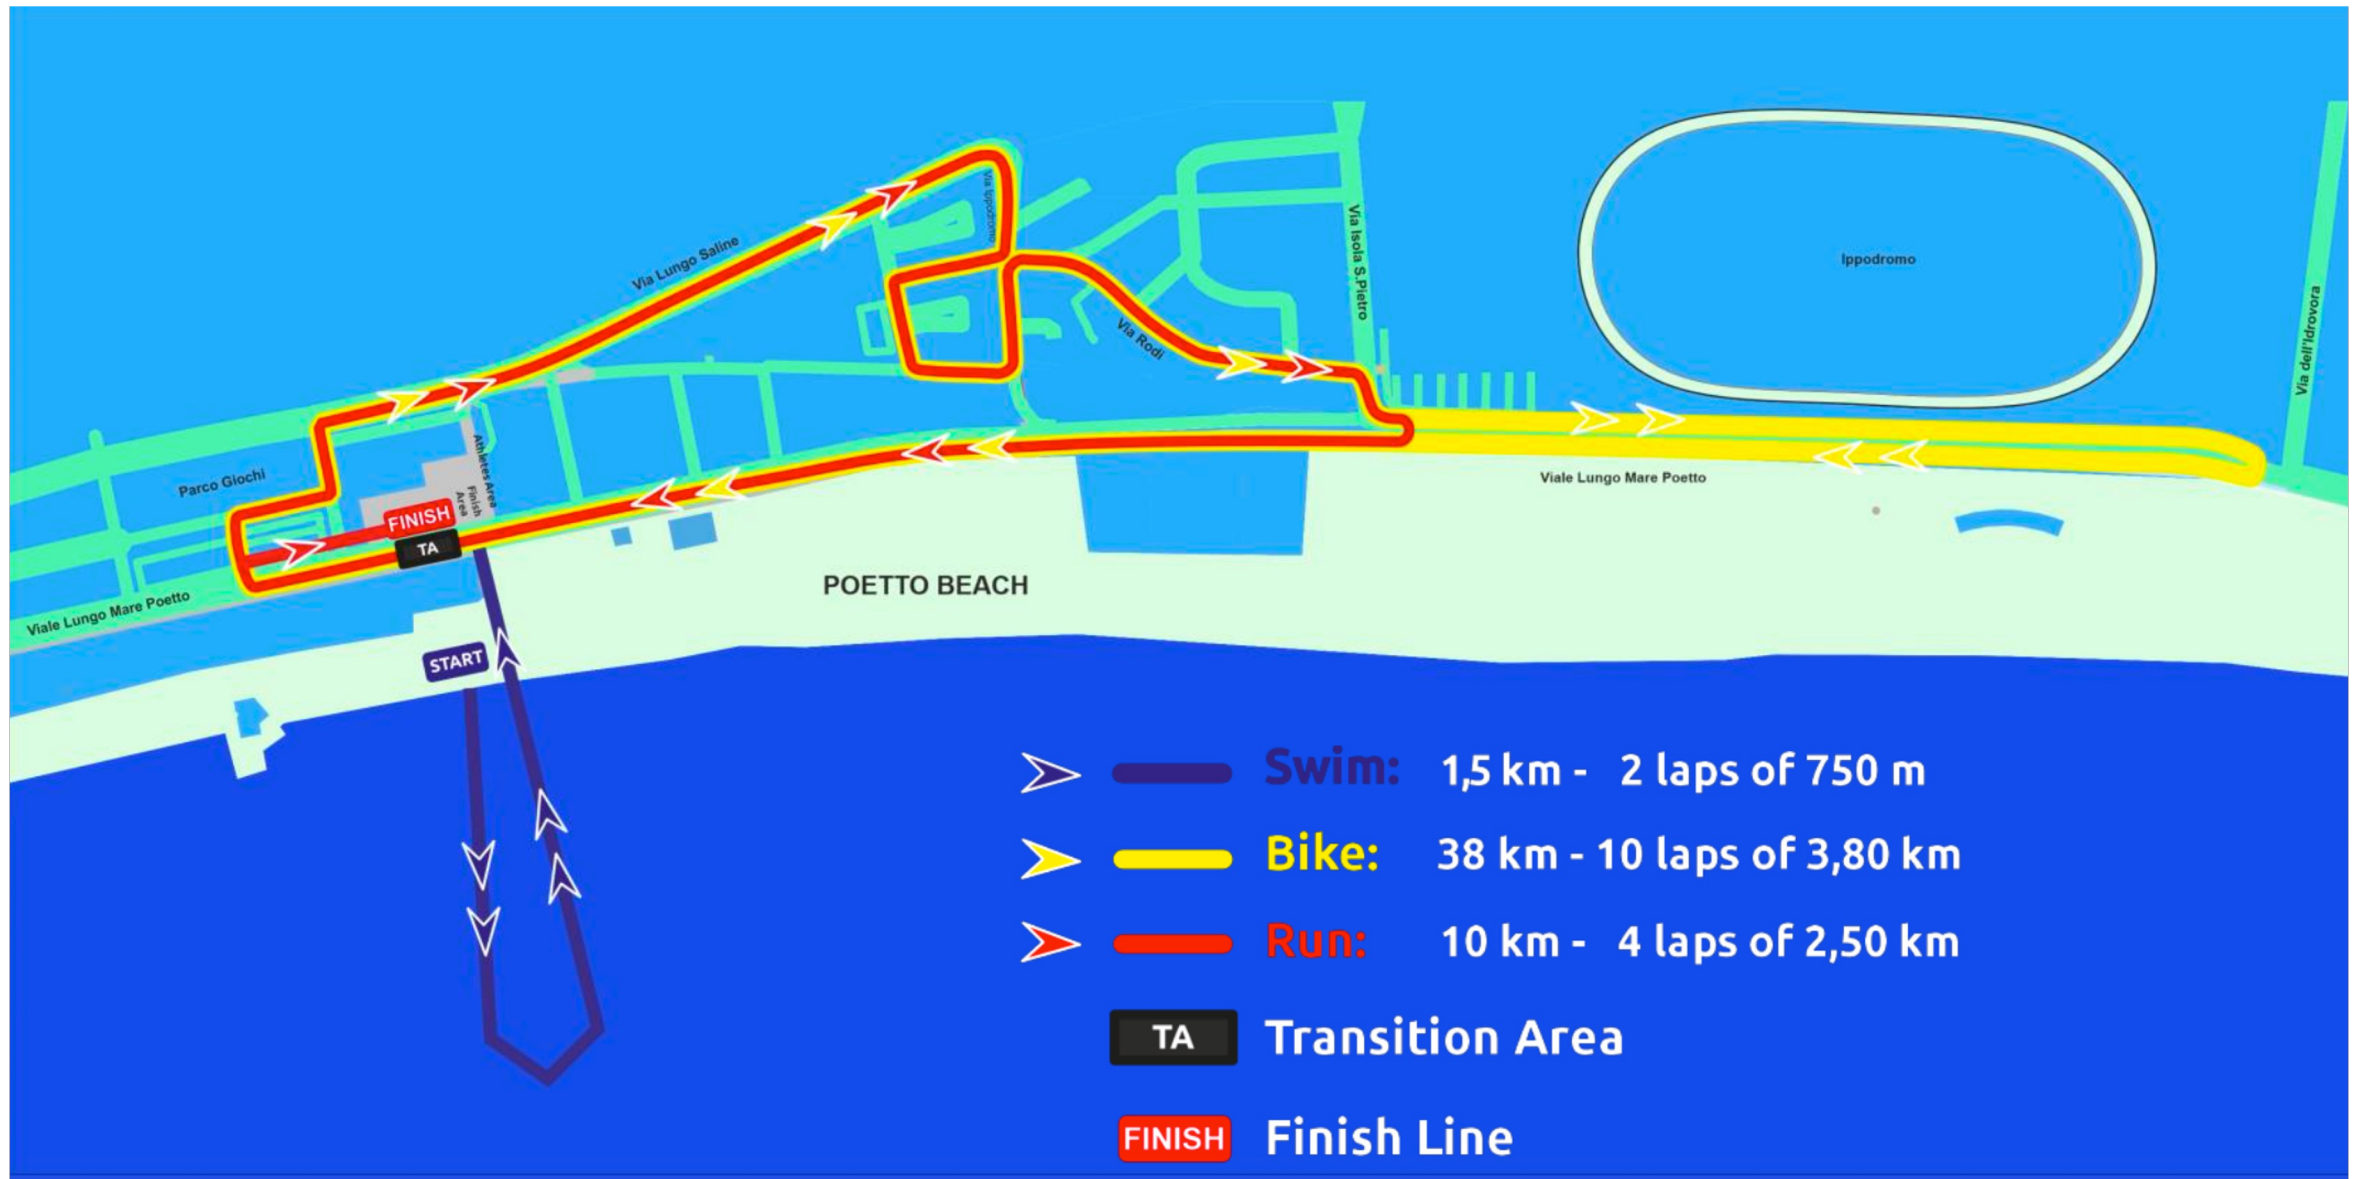 Via Ippodromo
Via Lungo Saline
Via Isola S.Pietro
Ippodromo
Via dell'Idrovora
Via Rodi
Parco Giochi
Athletes Area
Finish
Area
FINISH
TA
Viale Lungo Mare Poetto
Viale Lungo Mare Poetto
POETTO BEACH
START
Swim: 1,5 km - 2 laps of 750 m
Bike: 38 km - 10 laps of 3,80 km
Run: 10 km - 4 laps of 2,50 km
TA Transition Area
FINISH Finish Line